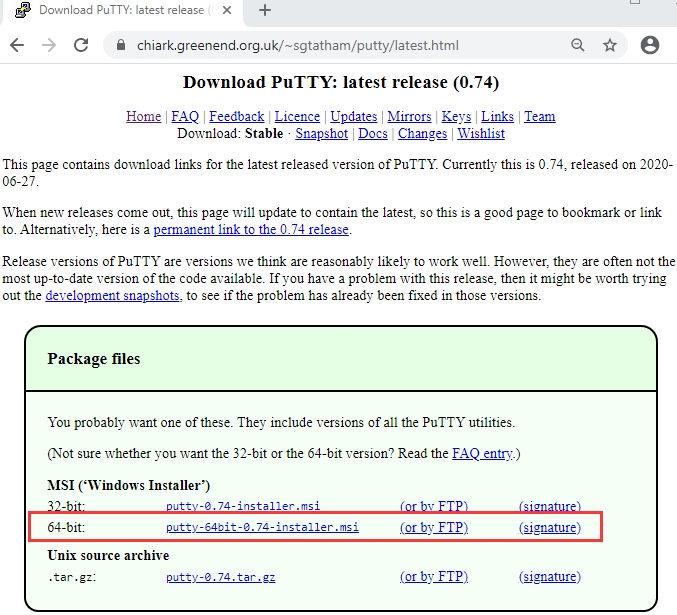 Download PuTTY: latest release (
chiark.greenend.org.uk/~sgtatham/putty/latest.html
Download PuTTY: latest release (0.74)
Home | FAQ | Feedback | Licence | Updates | Mirrors | Keys | Links | Team
Download: Stable · Snapshot | Docs | Changes | Wishlist
This page contains download links for the latest released version of PuTTY. Currently this is 0.74, released on 2020-
06-27.
When new releases come out, this page will update to contain the latest, so this is a good page to bookmark or link
to. Alternatively, here is a permanent link to the 0.74 release.
Release versions of PuTTY are versions we think are reasonably likely to work well. However, they are often not the
most up-to-date version of the code available. If you have a problem with this release, then it might be worth trying
out the development snapshots, to see if the problem has already been fixed in those versions.
Package files
You probably want one of these. They include versions of all the PuTTY utilities.
(Not sure whether you want the 32-bit or the 64-bit version? Read the FAQ entry.)
MSI (‘Windows Installer’)
32-bit: putty-0.74-installer.msi (or by FTP) (signature)
64-bit: putty-64bit-0.74-installer.msi (or by FTP) (signature)
Unix source archive
.tar.gz: putty-0.74.tar.gz (or by FTP) (signature)